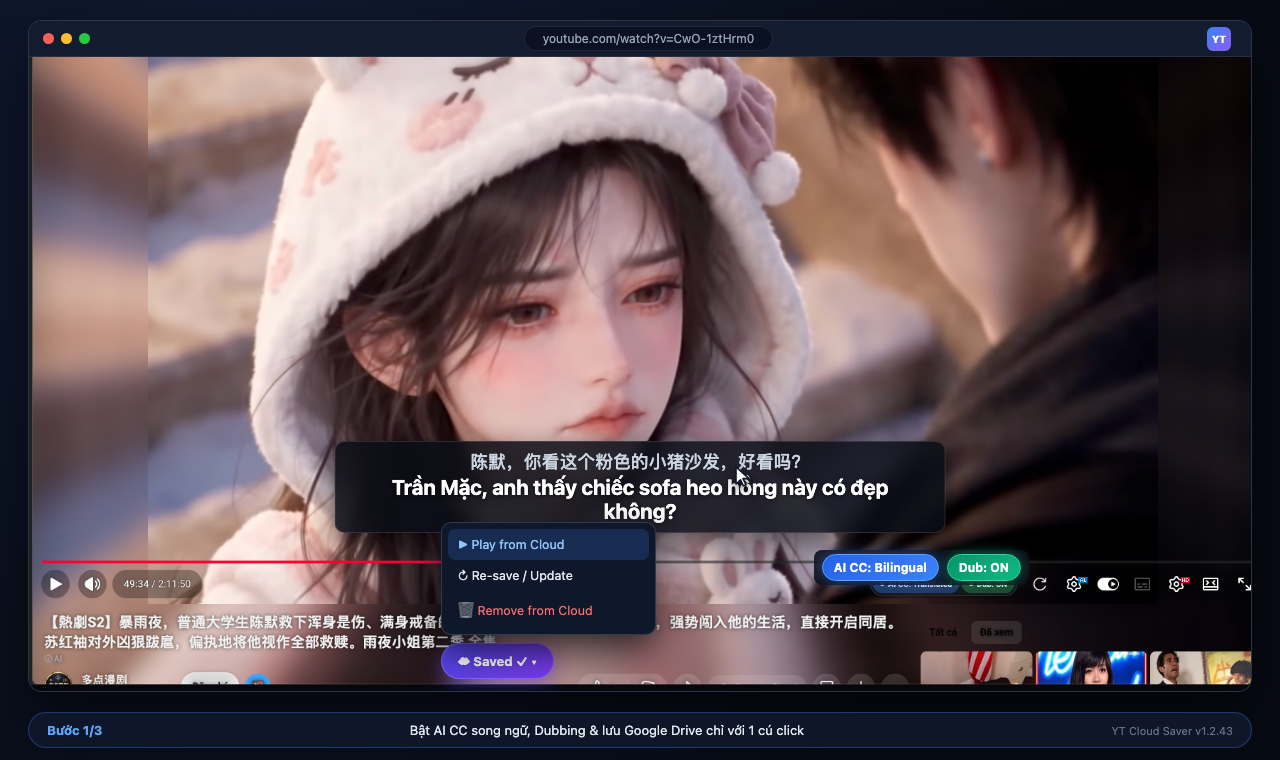 youtube.com/watch?v=CwO-1ztHrm0
YT
陈默，你看这个粉色的小猪沙发，好看吗？
Trần Mặc, anh thấy chiếc sofa heo hồng này có đẹp
không?
Play from Cloud
Re-save / Update
Remove from Cloud
AI CC: Bilingual
Dub: ON
49:34 / 2:11:50
【熱劇S2】暴雨夜，普通大学生陈默救下浑身是伤、满身戒备
，强势闯入他的生活，直接开启同居。
苏红袖对外凶狠跋扈，偏执地将他视作全部救赎。雨夜小姐第二季 全集
AI
Tất cả
Đã xem
Saved ✓
多点漫剧
Bước 1/3
Bật AI CC song ngữ, Dubbing & lưu Google Drive chỉ với 1 cú click
YT Cloud Saver v1.2.43